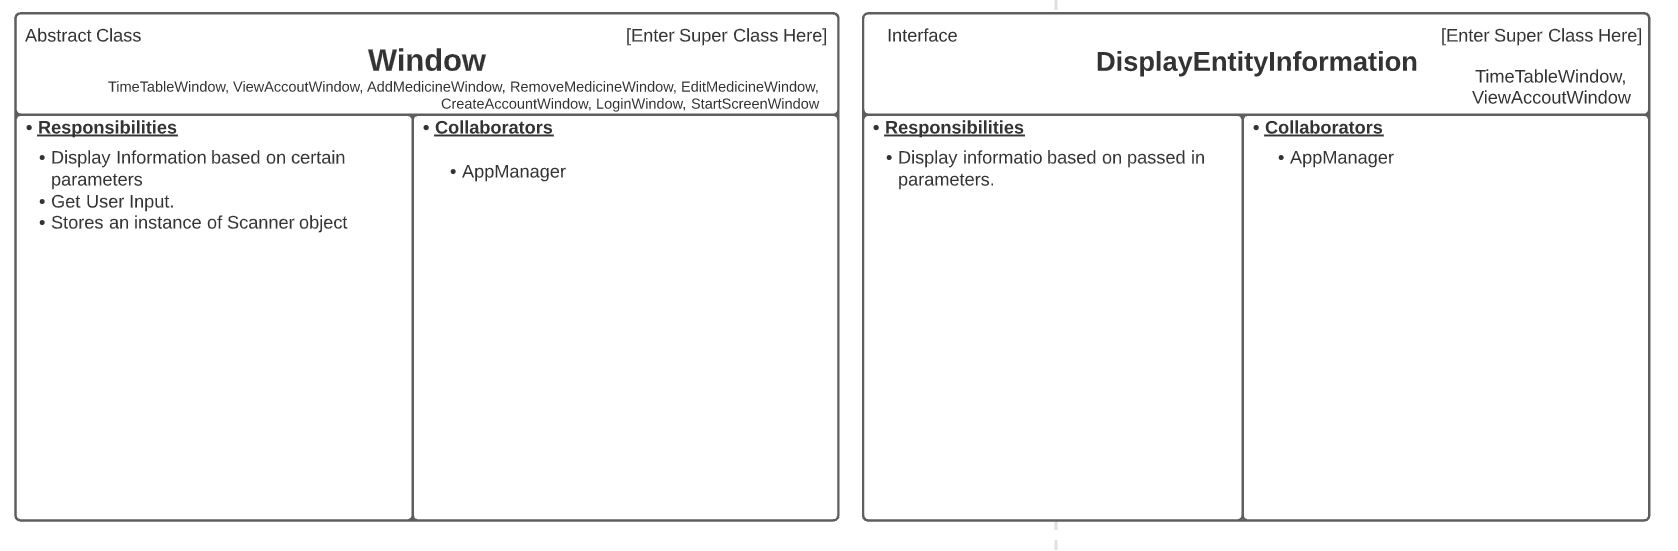 Abstract Class
[Enter Super Class Here]
Window
TimeTableWindow, ViewAccoutWindow, AddMedicineWindow, RemoveMedicineWindow, EditMedicineWindow,
CreateAccountWindow, LoginWindow, StartScreenWindow
• Responsibilities
• Display Information based on certain
parameters
• Get User Input.
• Stores an instance of Scanner object
• Collaborators
• AppManager
Interface
[Enter Super Class Here]
DisplayEntityInformation
TimeTableWindow,
ViewAccoutWindow
• Responsibilities
• Display informatio based on passed in
parameters.
• Collaborators
• AppManager